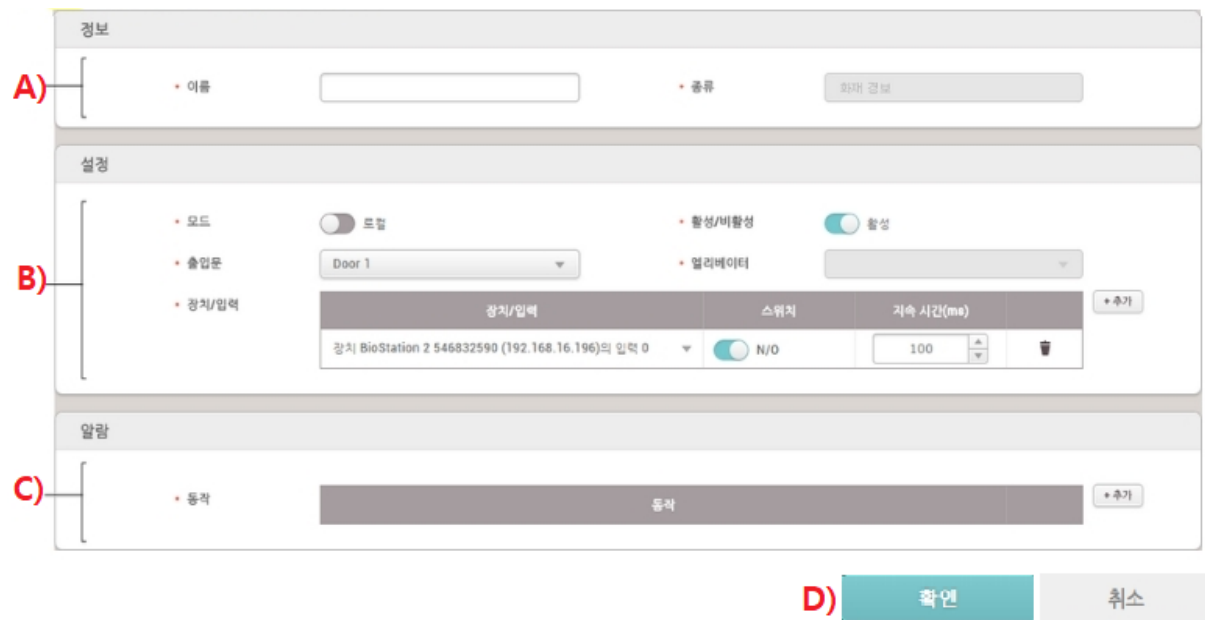 정보
A)
• 이름
• 종류
화재 경보
설정
B)
• 모드
로컬
• 활성/비활성
활성
• 출입문
Door 1
• 엘리베이터
• 장치/입력
장치/입력
스위치
지속 시간(ms)
+ 추가
장치 BioStation 2 546832590 (192.168.16.196)의 입력 0
N/O
100
알람
C)
• 동작
동작
+ 추가
D)
확인
취소